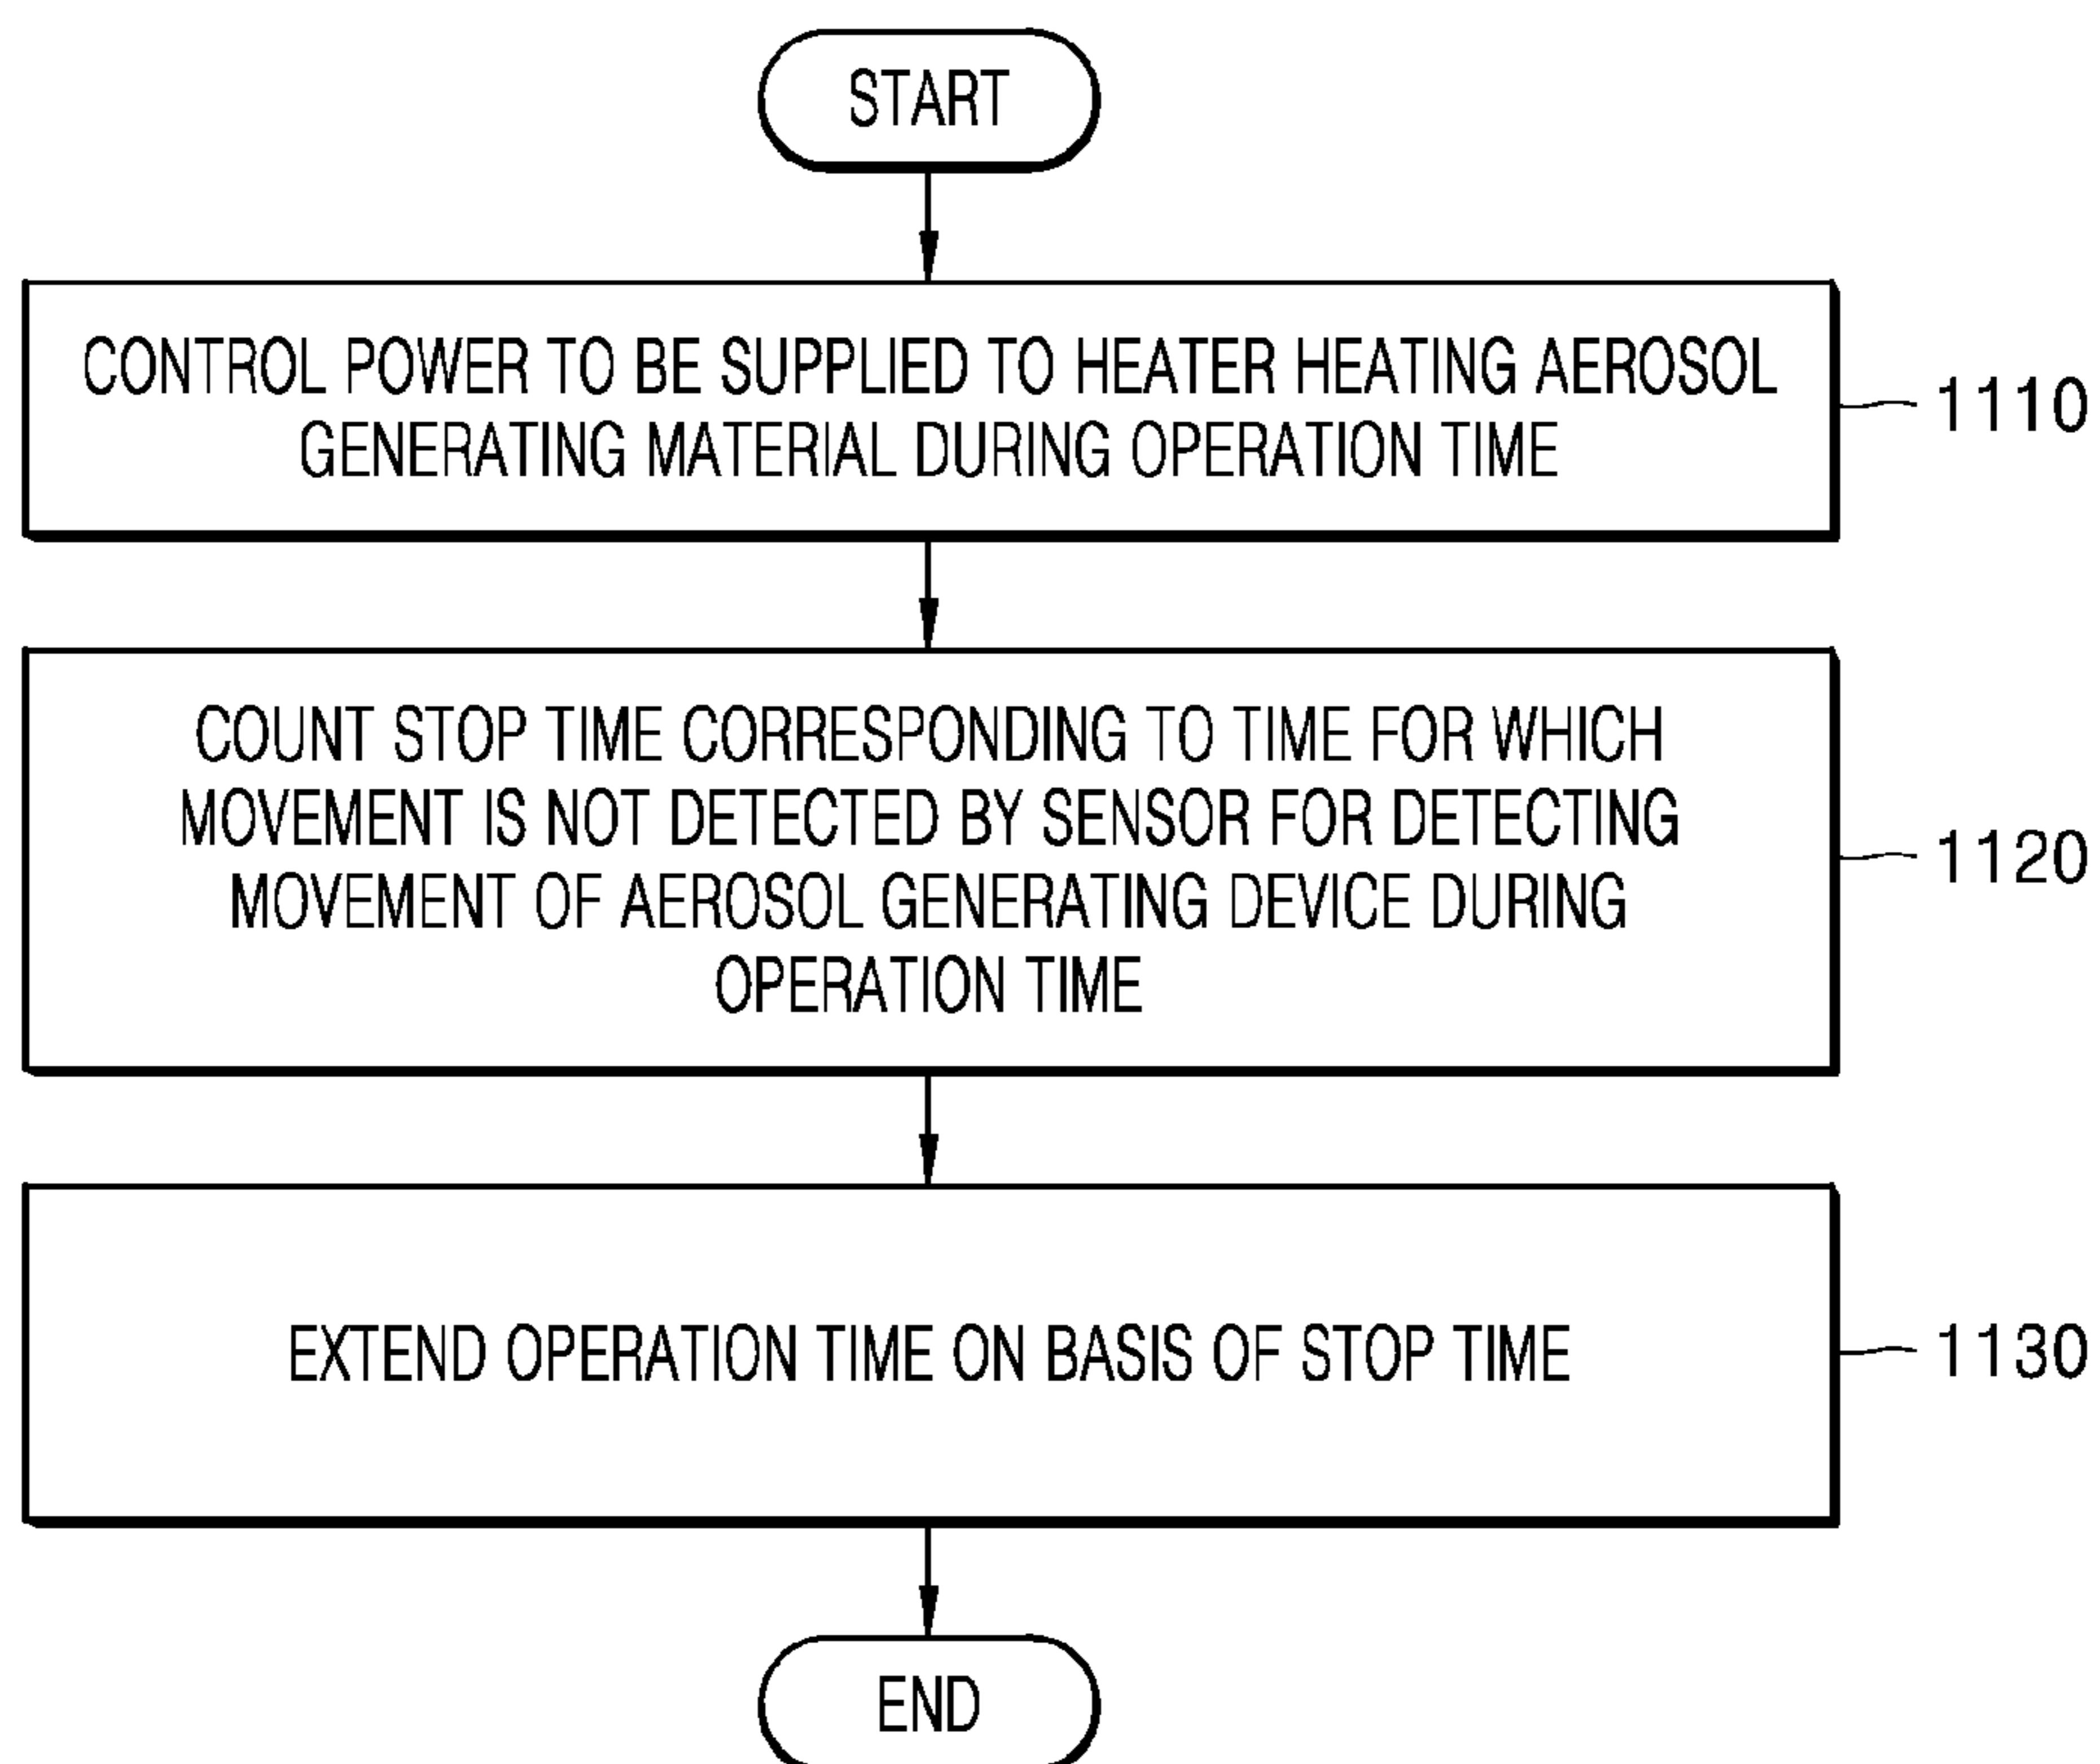 START
CONTROL POWER TO BE SUPPLIED TO HEATER HEATING AEROSOL
GENERATING MATERIAL DURING OPERATION TIME
1110
COUNT STOP TIME CORRESPONDING TO TIME FOR WHICH
MOVEMENT IS NOT DETECTED BY SENSOR FOR DETECTING
MOVEMENT OF AEROSOL GENERATING DEVICE DURING
OPERATION TIME
1120
EXTEND OPERATION TIME ON BASIS OF STOP TIME
1130
END